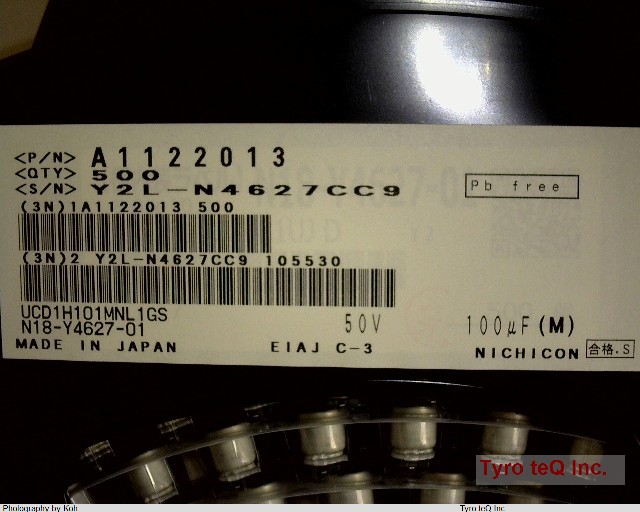 <P/N> A1122013
<QTY> 500
<S/N> Y2L-N4627CC9
Pb free
(3N)1A1122013 500
(3N)2 Y2L-N4627CC9 105530
UCD1H101MNL1GS
N18-Y4627-01
50V
100μF(M)
MADE IN JAPAN
EIAJ C-3
NICHICON
合格.S
Tyro teQ Inc.
Photography by Koh
Tyro teQ Inc